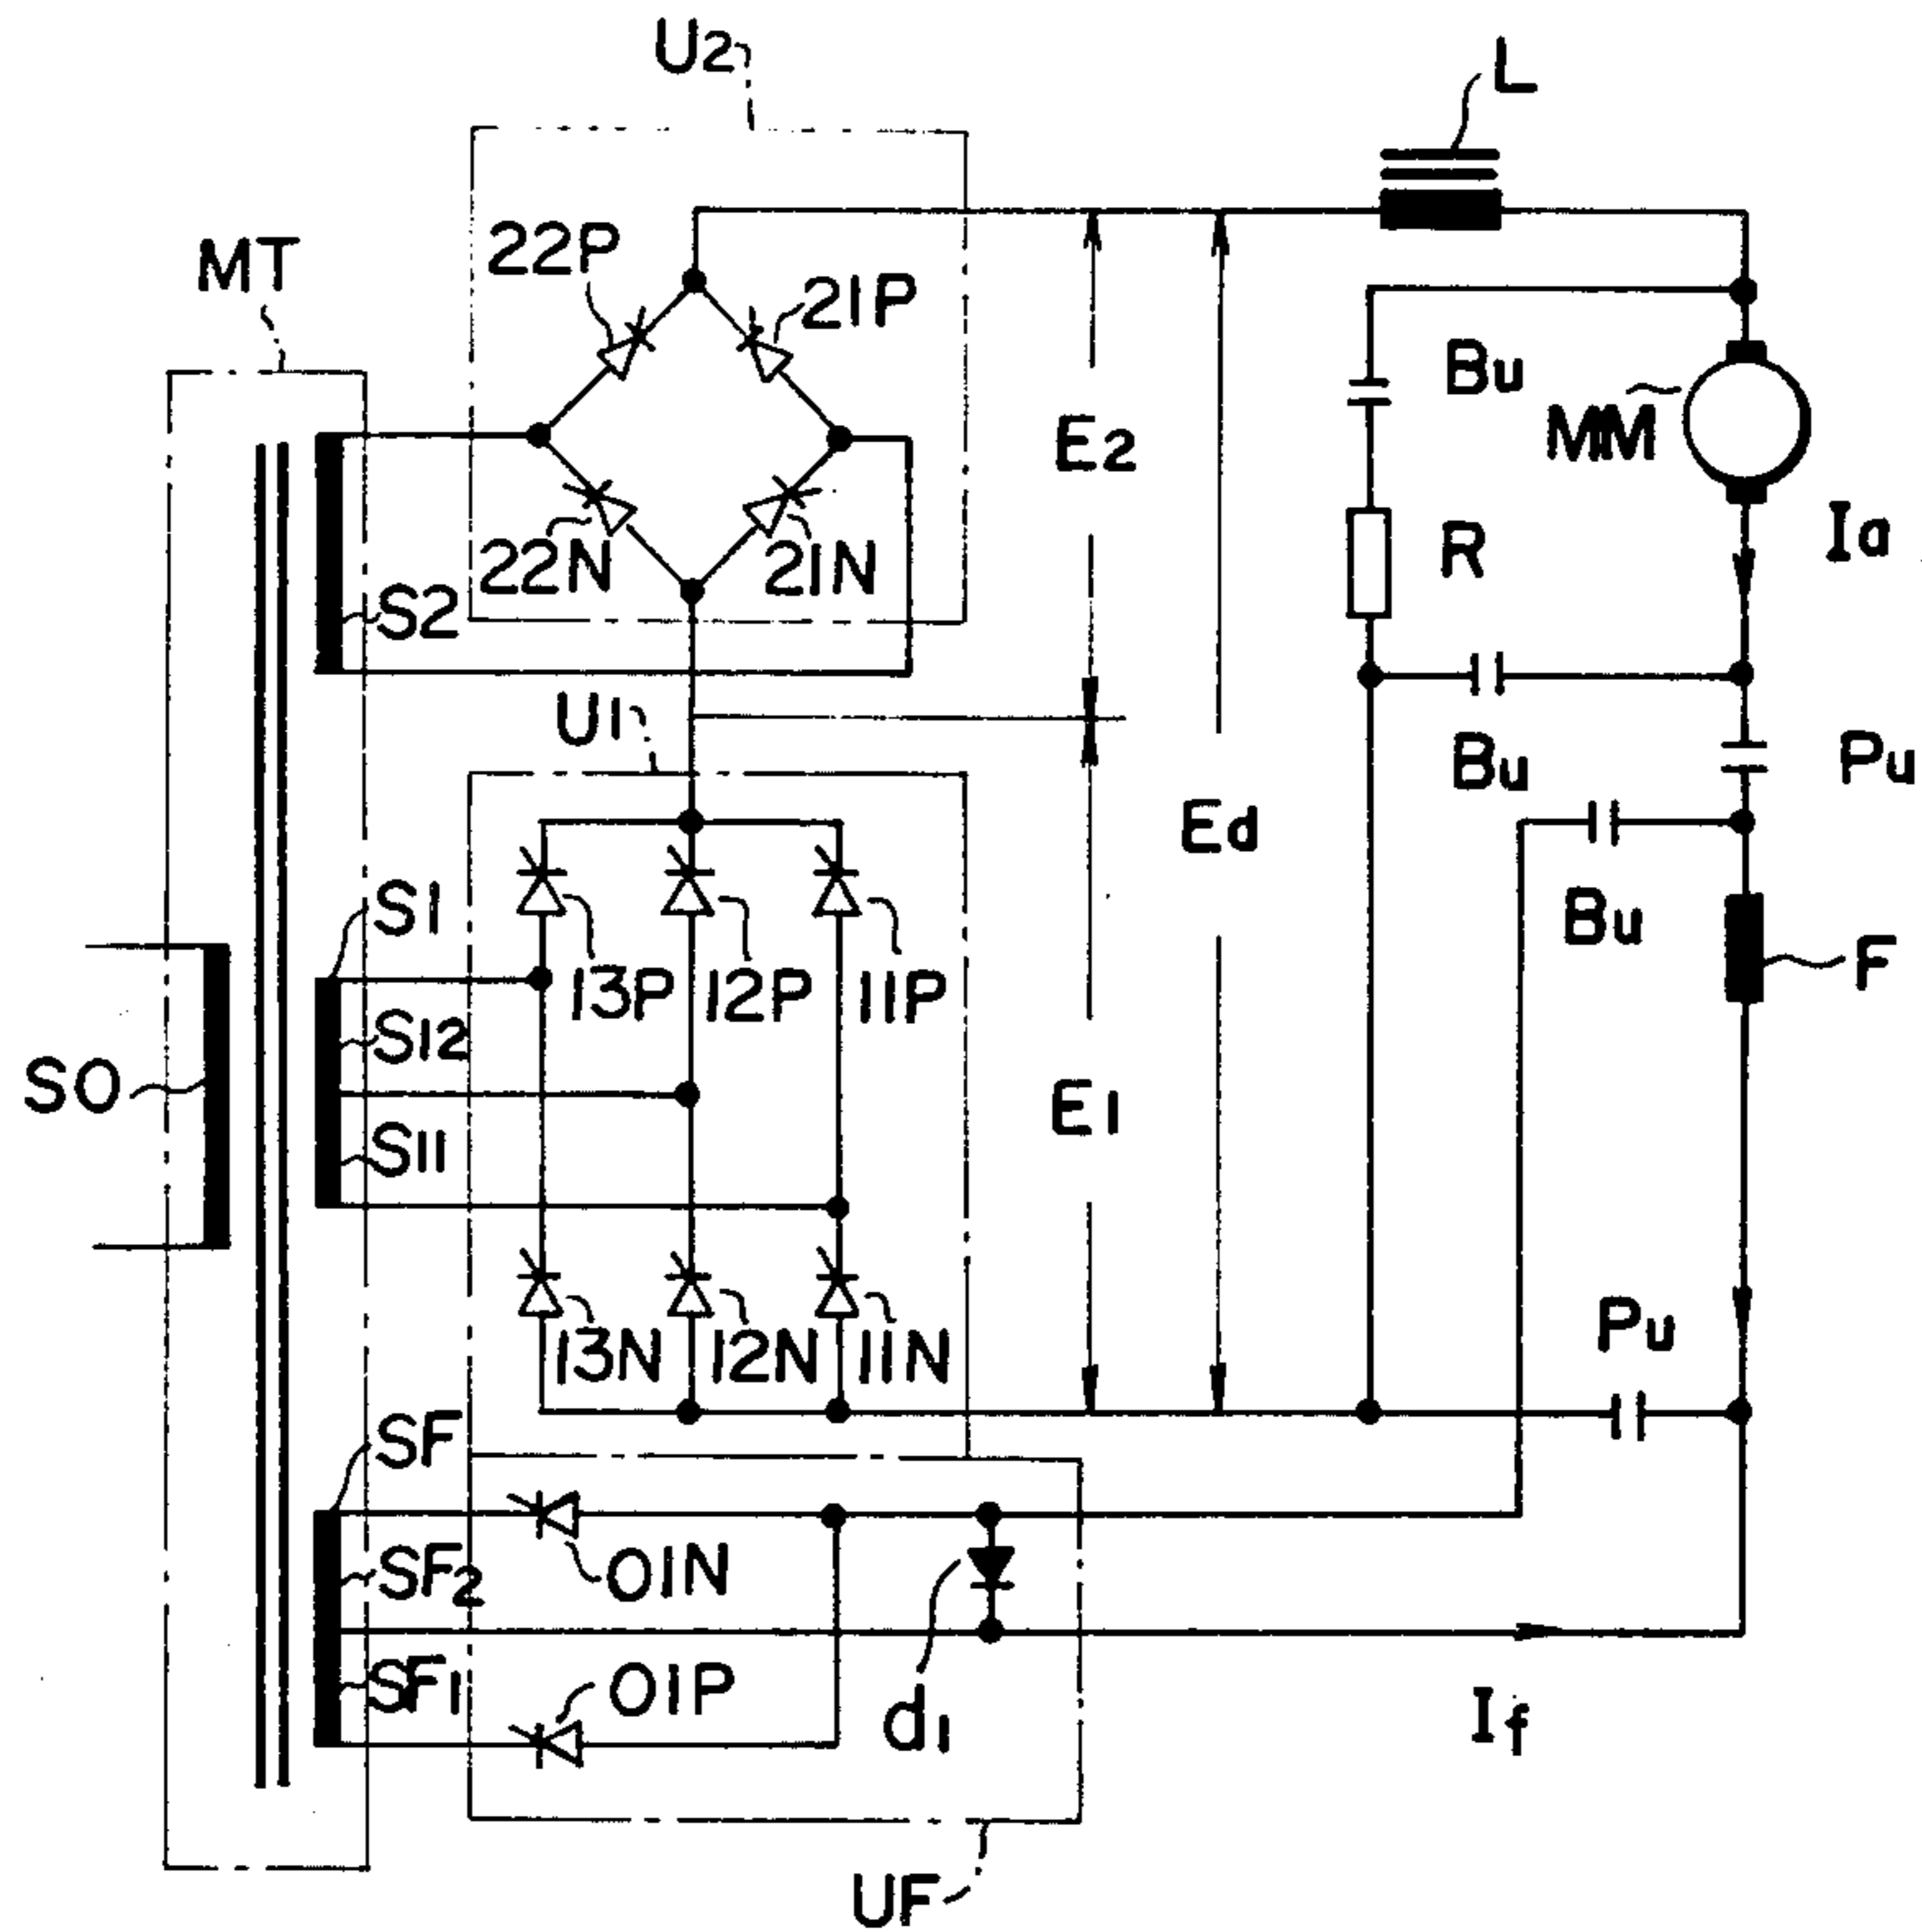 U2
L
MT
22P
21P
Bu
MM
E2
Ia
22N
21N
R
S2
U1
Bu
Pu
Ed
S1
Bu
13P
12P
11P
F
S12
S0
E1
S11
Pu
13N
12N
11N
SF
01N
SF2
SF1
01P
d1
If
UF